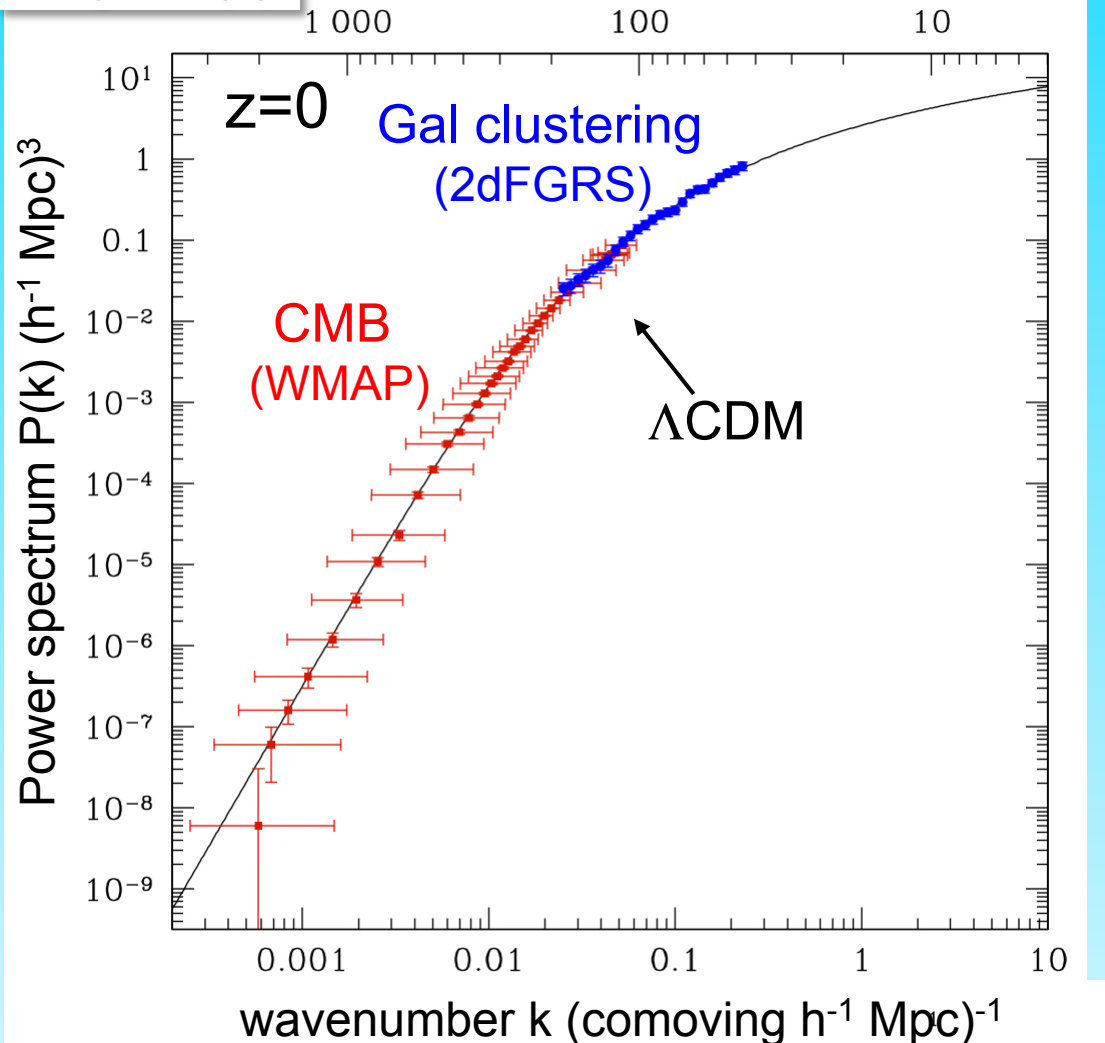 1 000 100 10
10¹
z=0
Gal clustering
(2dFGRS)
1
0.1
CMB
(WMAP)
10⁻²
10⁻³
ΛCDM
10⁻⁴
10⁻⁵
10⁻⁶
10⁻⁷
10⁻⁸
10⁻⁹
Power spectrum P(k) (h⁻¹ Mpc)³
0.001 0.01 0.1 1 10
wavenumber k (comoving h⁻¹ Mpc)⁻¹